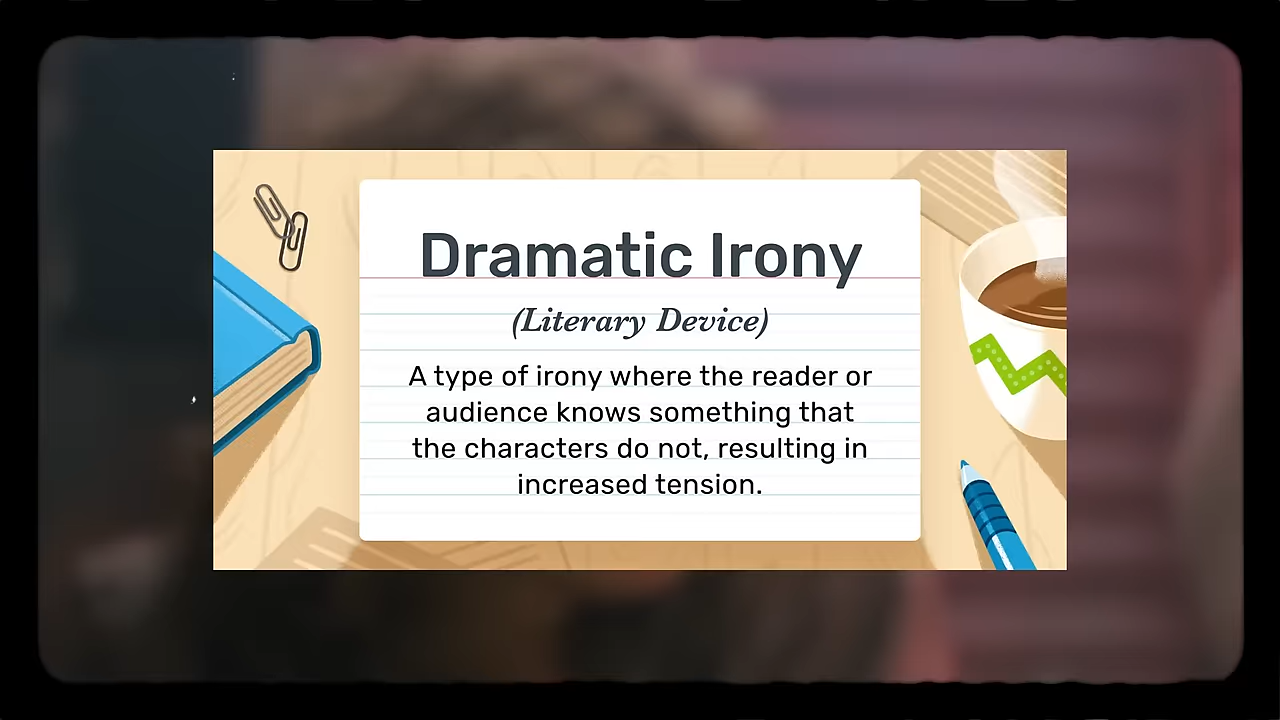 Dramatic Irony
(Literary Device)
A type of irony where the reader or
audience knows something that
the characters do not, resulting in
increased tension.